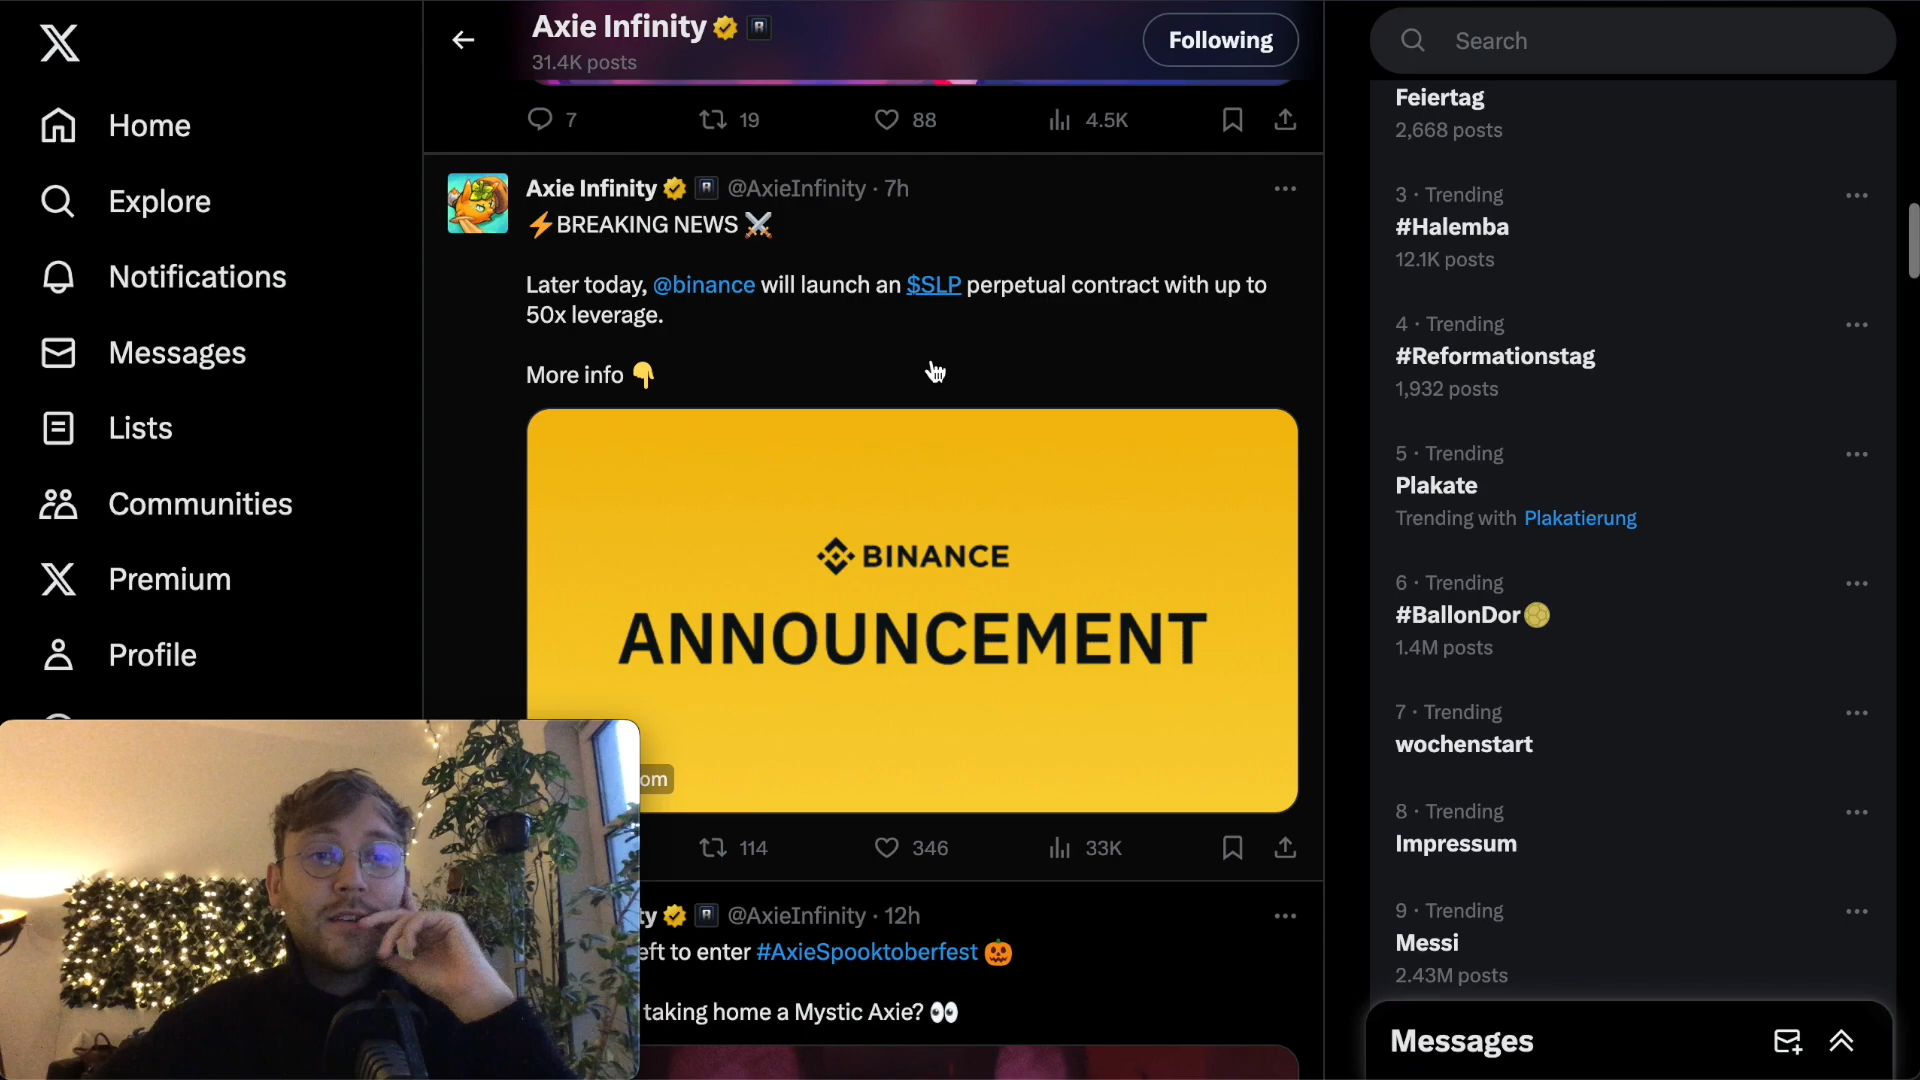 Home
Explore
Notifications
Messages
Lists
Communities
Premium
Profile
Axie Infinity
31.4K posts
Following
7
19
88
4.5K
Axie Infinity @AxieInfinity · 7h
⚡BREAKING NEWS ⚔️
Later today, @binance will launch an $SLP perpetual contract with up to
50x leverage.
More info 👇
BINANCE
ANNOUNCEMENT
om
114
346
33K
ty @AxieInfinity · 12h
eft to enter #AxieSpooktoberfest 🎃
taking home a Mystic Axie? 👀
Search
Feiertag
2,668 posts
3 · Trending
#Halemba
12.1K posts
4 · Trending
#Reformationstag
1,932 posts
5 · Trending
Plakate
Trending with Plakatierung
6 · Trending
#BallonDor
1.4M posts
7 · Trending
wochenstart
8 · Trending
Impressum
9 · Trending
Messi
2.43M posts
Messages